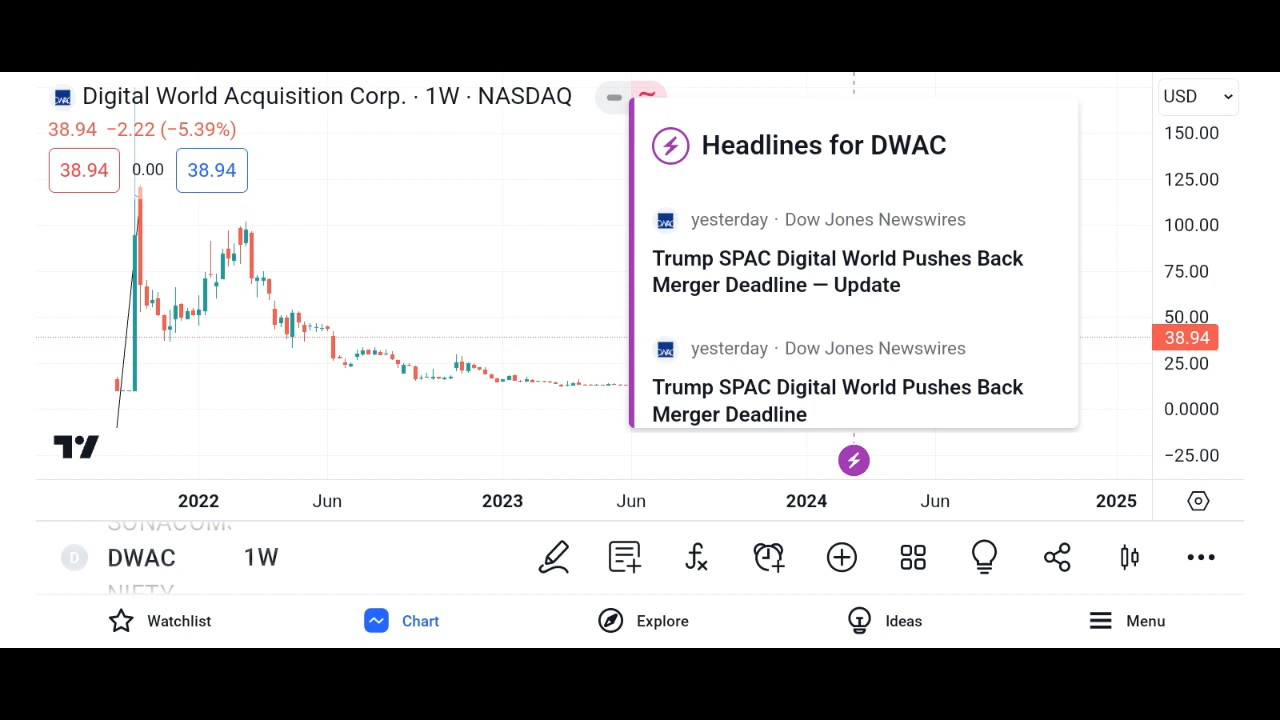 Digital World Acquisition Corp. · 1W · NASDAQ
USD
38.94 −2.22 (−5.39%)
38.94 0.00 38.94
Headlines for DWAC
yesterday · Dow Jones Newswires
Trump SPAC Digital World Pushes Back
Merger Deadline — Update
yesterday · Dow Jones Newswires
Trump SPAC Digital World Pushes Back
Merger Deadline
150.00
125.00
100.00
75.00
50.00
38.94
25.00
0.0000
−25.00
2022 Jun 2023 Jun 2024 Jun 2025
D DWAC 1W
NIFTY
Watchlist Chart Explore Ideas Menu